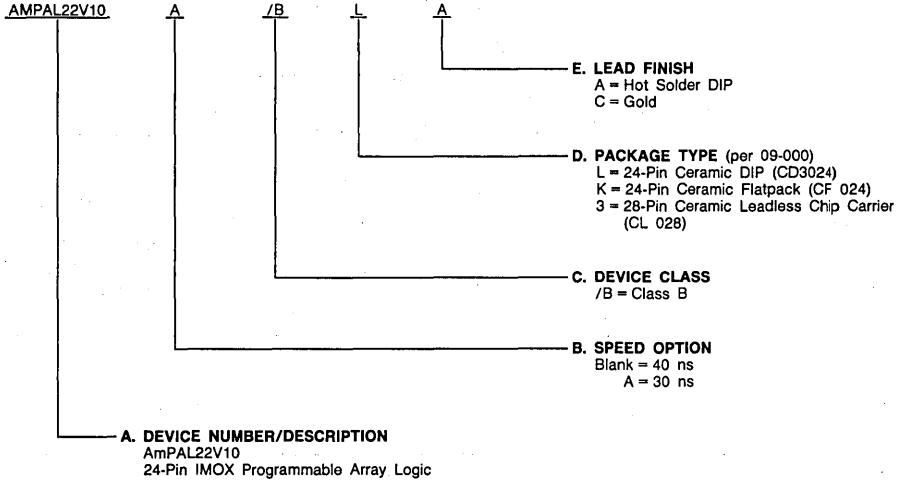 AMPAL22V10 A /B L A
E. LEAD FINISH
A = Hot Solder DIP
C = Gold
D. PACKAGE TYPE (per 09-000)
L = 24-Pin Ceramic DIP (CD3024)
K = 24-Pin Ceramic Flatpack (CF 024)
3 = 28-Pin Ceramic Leadless Chip Carrier
(CL 028)
C. DEVICE CLASS
/B = Class B
B. SPEED OPTION
Blank = 40 ns
A = 30 ns
A. DEVICE NUMBER/DESCRIPTION
AmPAL22V10
24-Pin IMOX Programmable Array Logic